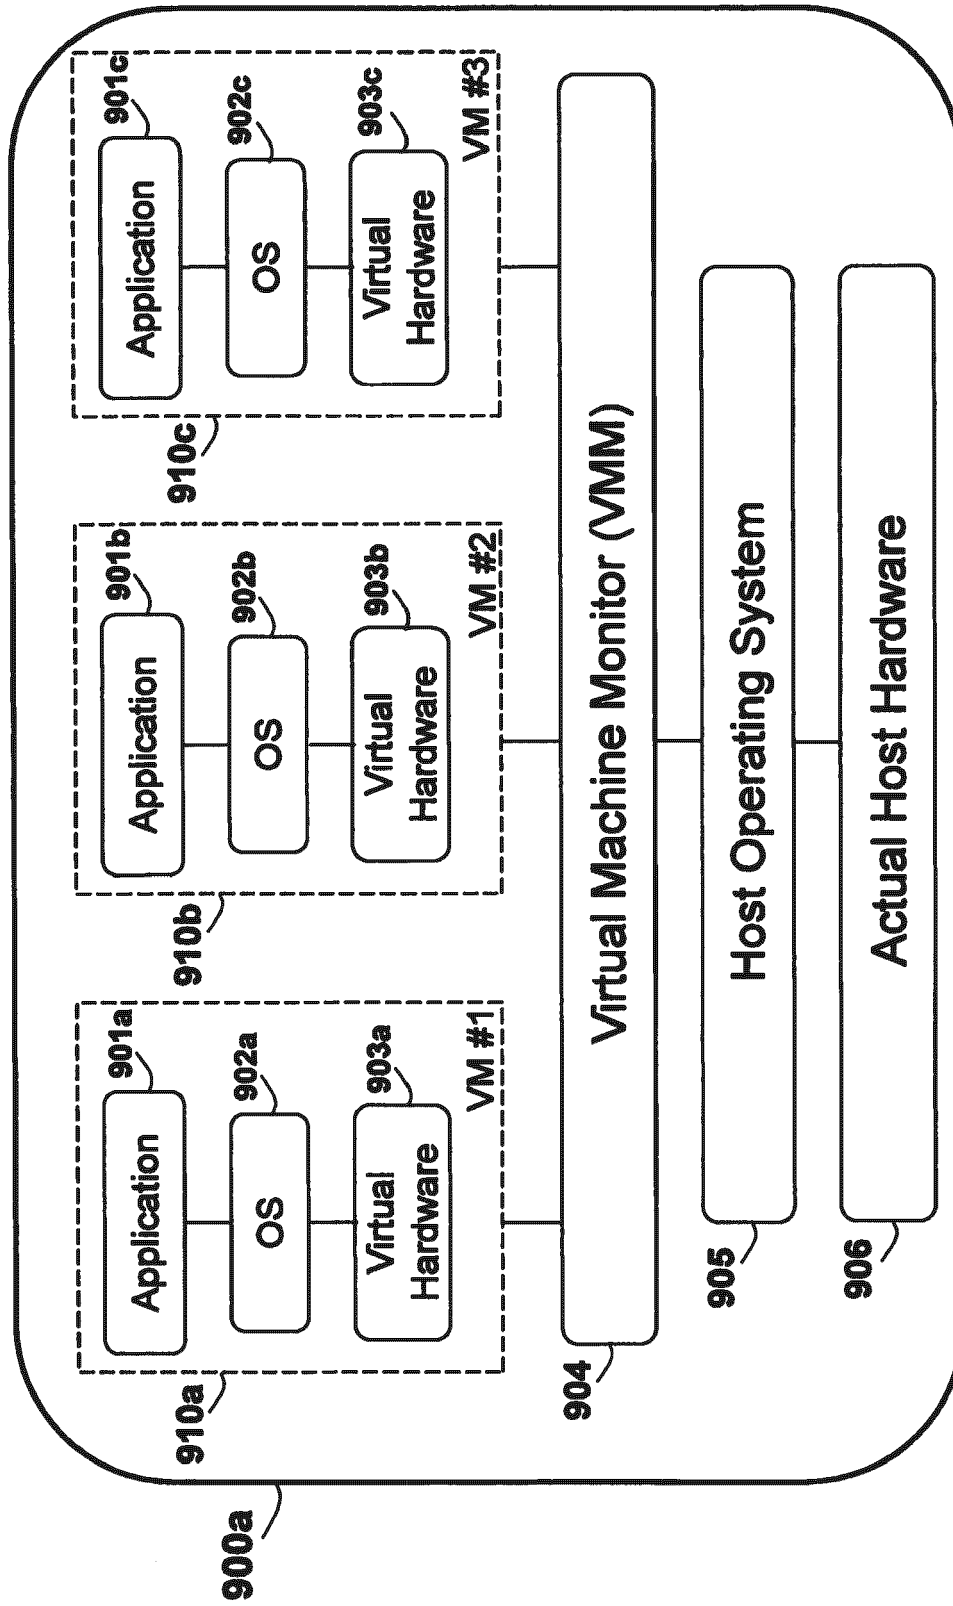 900a
910a
901a
Application
902a
OS
903a
Virtual
Hardware
VM #1
910b
901b
Application
902b
OS
903b
Virtual
Hardware
VM #2
910c
901c
Application
902c
OS
903c
Virtual
Hardware
VM #3
904
Virtual Machine Monitor (VMM)
905
Host Operating System
906
Actual Host Hardware